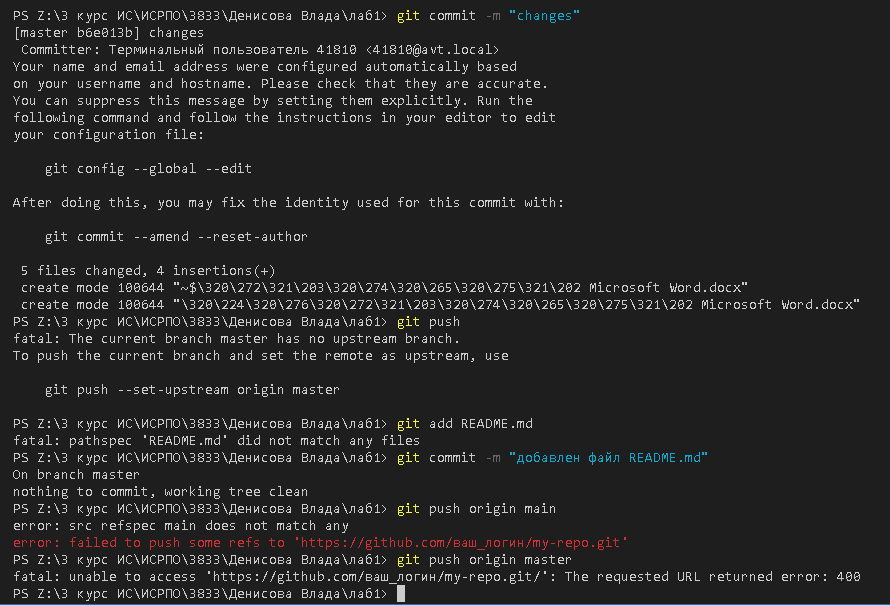 PS Z:\3 курс ИС\ИСРПО\3833\Денисова Влада\лаб1> git commit -m "changes"
[master b6e013b] changes
 Committer: Терминальный пользователь 41810 <41810@avt.local>
Your name and email address were configured automatically based
on your username and hostname. Please check that they are accurate.
You can suppress this message by setting them explicitly. Run the
following command and follow the instructions in your editor to edit
your configuration file:

    git config --global --edit

After doing this, you may fix the identity used for this commit with:

    git commit --amend --reset-author

 5 files changed, 4 insertions(+)
 create mode 100644 "~$\320\272\321\203\320\274\320\265\320\275\321\202 Microsoft Word.docx"
 create mode 100644 "\320\224\320\276\320\272\321\203\320\274\320\265\320\275\321\202 Microsoft Word.docx"
PS Z:\3 курс ИС\ИСРПО\3833\Денисова Влада\лаб1> git push
fatal: The current branch master has no upstream branch.
To push the current branch and set the remote as upstream, use

    git push --set-upstream origin master

PS Z:\3 курс ИС\ИСРПО\3833\Денисова Влада\лаб1> git add README.md
fatal: pathspec 'README.md' did not match any files
PS Z:\3 курс ИС\ИСРПО\3833\Денисова Влада\лаб1> git commit -m "добавлен файл README.md"
On branch master
nothing to commit, working tree clean
PS Z:\3 курс ИС\ИСРПО\3833\Денисова Влада\лаб1> git push origin main
error: src refspec main does not match any
error: failed to push some refs to 'https://github.com/ваш_логин/my-repo.git'
PS Z:\3 курс ИС\ИСРПО\3833\Денисова Влада\лаб1> git push origin master
fatal: unable to access 'https://github.com/ваш_логин/my-repo.git/': The requested URL returned error: 400
PS Z:\3 курс ИС\ИСРПО\3833\Денисова Влада\лаб1>